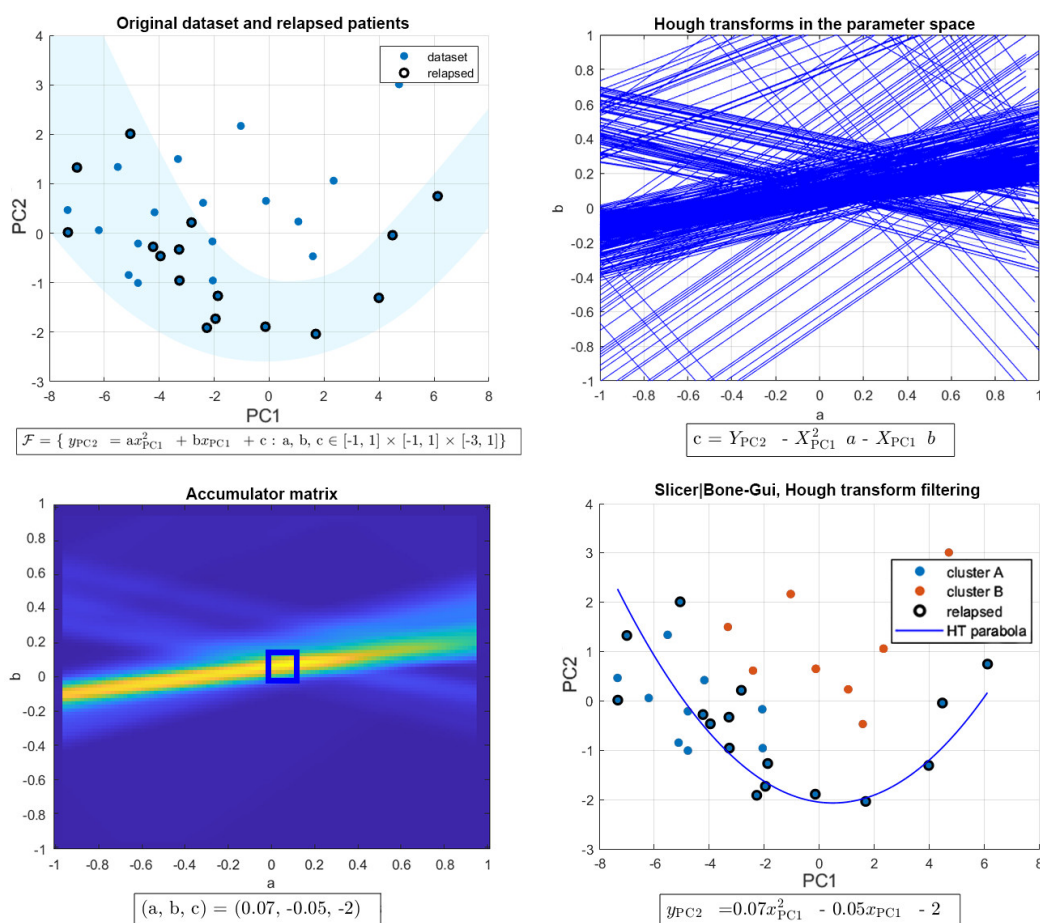 Original dataset and relapsed patients
4
3
2
1
0
-1
-2
-3
PC2
dataset
relapsed
-8 -6 -4 -2 0 2 4 6 8
PC1
ℱ = { y_PC2 = ax²_PC1 + bx_PC1 + c : a, b, c ∈ [-1, 1] × [-1, 1] × [-3, 1]}
Hough transforms in the parameter space
1
0.8
0.6
0.4
0.2
0
-0.2
-0.4
-0.6
-0.8
-1
b
-1 -0.8 -0.6 -0.4 -0.2 0 0.2 0.4 0.6 0.8 1
a
c = Y_PC2 - X²_PC1 a - X_PC1 b
Accumulator matrix
1
0.8
0.6
0.4
0.2
0
-0.2
-0.4
-0.6
-0.8
-1
b
-1 -0.8 -0.6 -0.4 -0.2 0 0.2 0.4 0.6 0.8 1
a
(a, b, c) = (0.07, -0.05, -2)
Slicer|Bone-Gui, Hough transform filtering
4
3
2
1
0
-1
-2
-3
PC2
cluster A
cluster B
relapsed
HT parabola
-8 -6 -4 -2 0 2 4 6 8
PC1
y_PC2 =0.07x²_PC1 - 0.05x_PC1 - 2